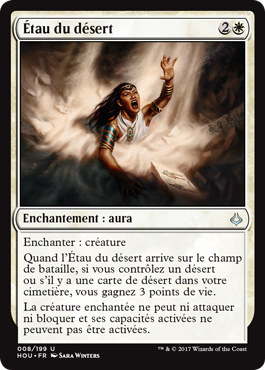 Étau du désert 2
Enchantement : aura
Enchanter : créature
Quand l'Étau du désert arrive sur le champ
de bataille, si vous contrôlez un désert
ou s'il y a une carte de désert dans votre
cimetière, vous gagnez 3 points de vie.
La créature enchantée ne peut ni attaquer
ni bloquer et ses capacités activées ne
peuvent pas être activées.
008/199 U
HOU • FR SARA WINTERS
™ & © 2017 Wizards of the Coast